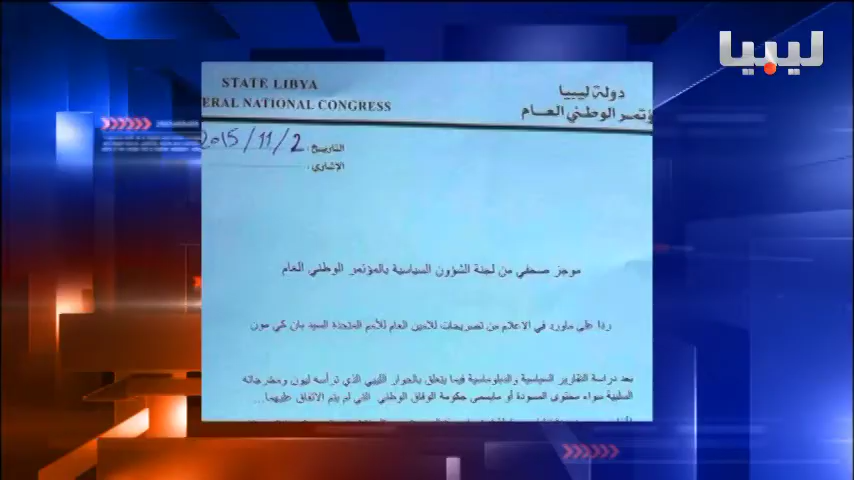 ليبيا
STATE LIBYA
ERAL NATIONAL CONGRESS
دولة ليبيا
ؤتمر الوطني العام
التاريخ: 2015/11/2
الإشاري:
موجز صحفي من لجنة الشؤون السياسية بالمؤتمر الوطني العام
ردا على ماورد في الاعلام من تصريحات للامين العام للأمم المتحدة السيد بان كي مون
بعد دراسة التقارير السياسية والدبلوماسية فيما يتعلق بالحوار الليبي الذي ترأسه ليون ومخرجاته
السلبية سواء محتوى المسودة أو مايسمى حكومة الوفاق الوطني التي لم يتم الاتفاق عليهما...